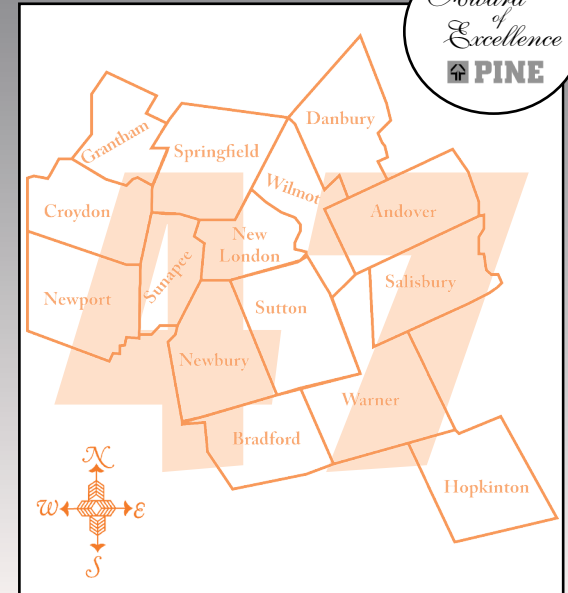 Award
of
Excellence
PINE
Danbury
Grantham
Springfield
Wilmot
Croydon
Andover
New
London
Sunapee
Salisbury
Newport
Sutton
Newbury
Warner
Bradford
Hopkinton
47
N
W
E
S